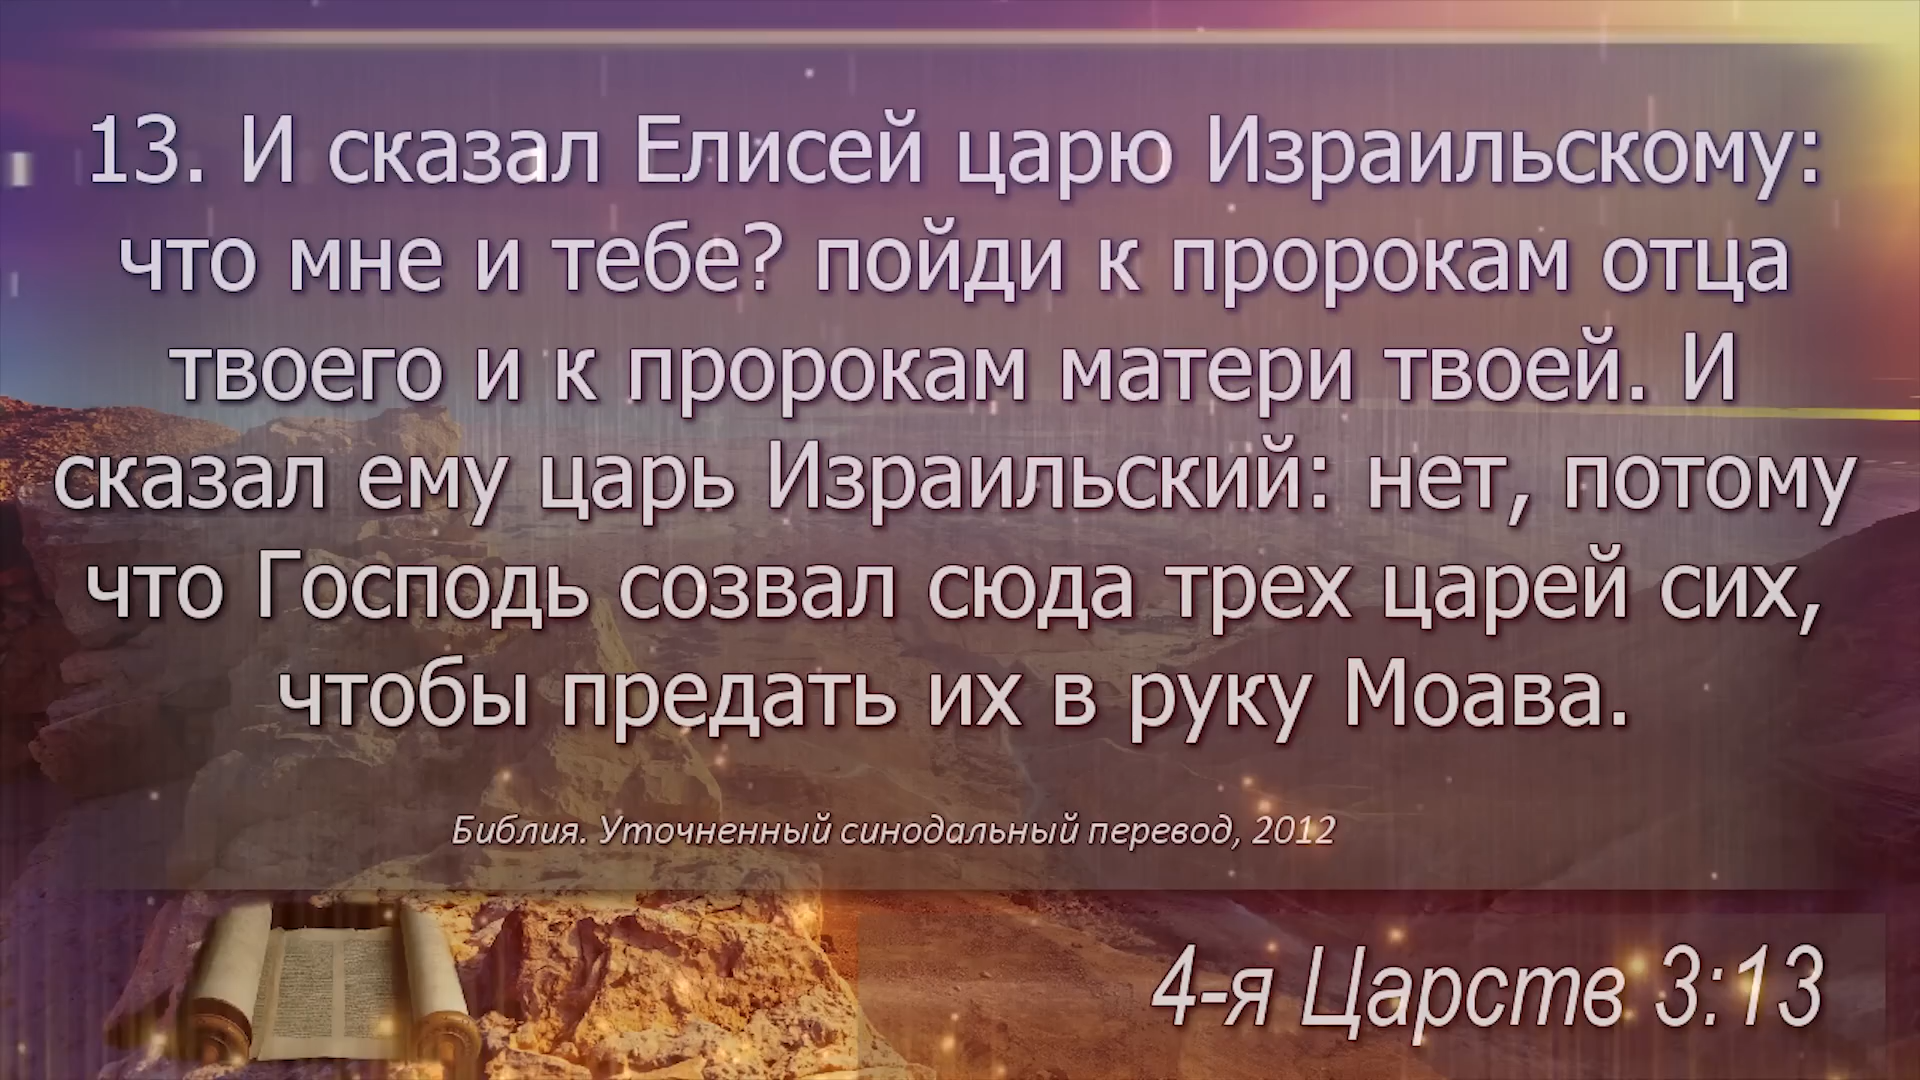 13. И сказал Елисей царю Израильскому:
что мне и тебе? пойди к пророкам отца
твоего и к пророкам матери твоей. И
сказал ему царь Израильский: нет, потому
что Господь созвал сюда трех царей сих,
чтобы предать их в руку Моава.
Библия. Уточненный синодальный перевод, 2012
4-я Царств 3:13